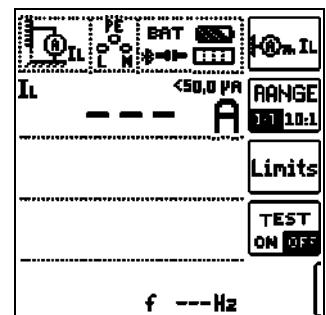 PE
BAT
IL
L N
IL
IL
<50,0 µA
RANGE
--- A
1:1 10:1
Limits
TEST
ON OFF
f ---Hz